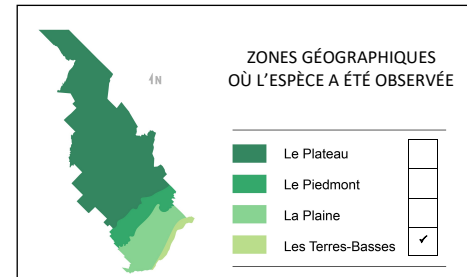 ZONES GÉOGRAPHIQUES
OÙ L'ESPÈCE A ÉTÉ OBSERVÉE
N
Le Plateau
Le Piedmont
La Plaine
Les Terres-Basses ✓